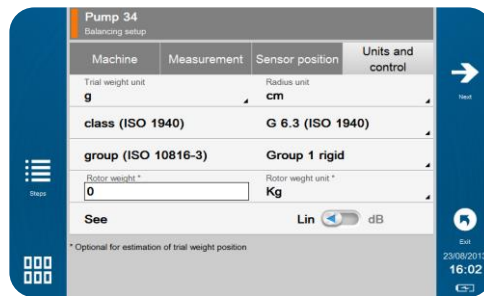 Pump 34
Balancing setup
Machine
Measurement
Sensor position
Units and
control
Trial weight unit
g
Radius unit
cm
class (ISO 1940)
G 6.3 (ISO 1940)
group (ISO 10816-3)
Group 1 rigid
Rotor weight *
0
Rotor weght unit *
Kg
See
Lin
dB
* Optional for estimation of trial weight position
Steps
Next
Exit
23/08/201
16:02